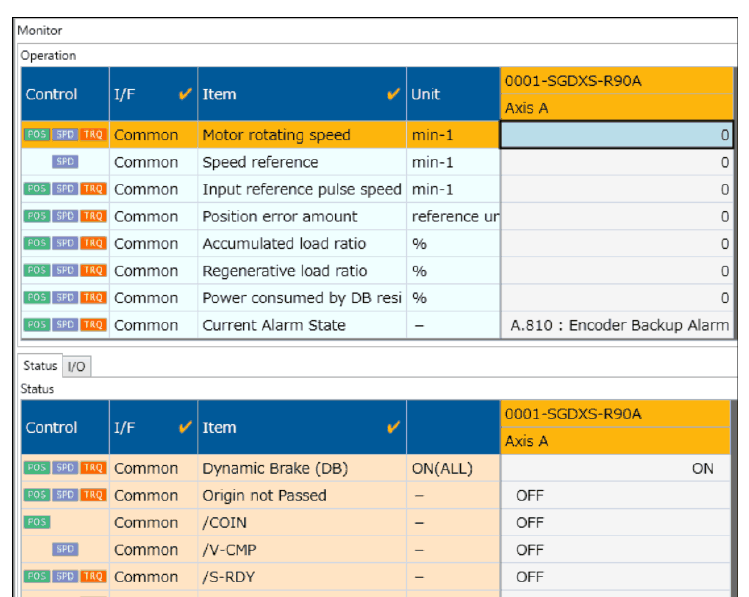 Monitor
Operation
Control I/F Item Unit 0001-SGDXS-R90A
Axis A
POS SPD TRQ Common Motor rotating speed min-1 0
SPD Common Speed reference min-1 0
POS SPD TRQ Common Input reference pulse speed min-1 0
POS SPD TRQ Common Position error amount reference un 0
POS SPD TRQ Common Accumulated load ratio % 0
POS SPD TRQ Common Regenerative load ratio % 0
POS SPD TRQ Common Power consumed by DB resi % 0
POS SPD TRQ Common Current Alarm State – A.810 : Encoder Backup Alarm
Status I/O
Status
Control I/F Item 0001-SGDXS-R90A
Axis A
POS SPD TRQ Common Dynamic Brake (DB) ON(ALL) ON
POS SPD TRQ Common Origin not Passed – OFF
POS Common /COIN – OFF
SPD Common /V-CMP – OFF
POS SPD TRQ Common /S-RDY – OFF